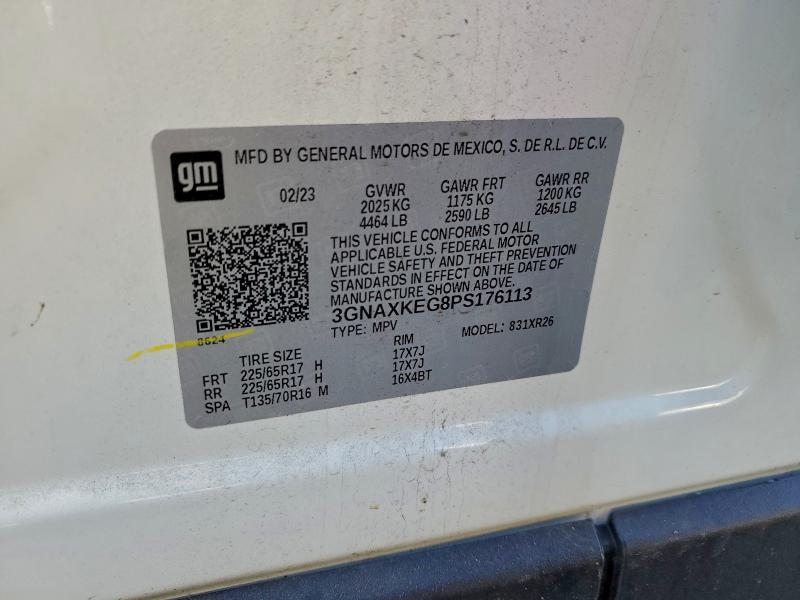 gm
MFD BY GENERAL MOTORS DE MEXICO, S. DE R.L. DE C.V.
02/23 GVWR GAWR FRT GAWR RR
2025 KG 1175 KG 1200 KG
4464 LB 2590 LB 2645 LB
THIS VEHICLE CONFORMS TO ALL
APPLICABLE U.S. FEDERAL MOTOR
VEHICLE SAFETY AND THEFT PREVENTION
STANDARDS IN EFFECT ON THE DATE OF
MANUFACTURE SHOWN ABOVE.
3GNAXKEG8PS176113
TYPE: MPV MODEL: 831XR26
8624
TIRE SIZE RIM
FRT 225/65R17 H 17X7J
RR 225/65R17 H 17X7J
SPA T135/70R16 M 16X4BT